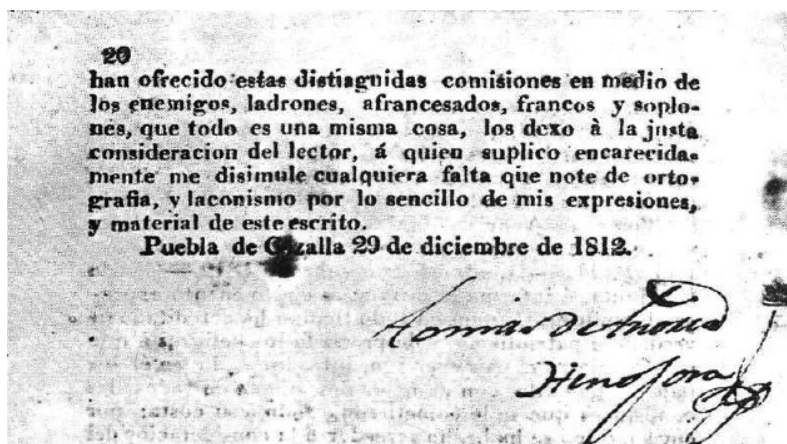 20
han ofrecido estas distinguidas comisiones en medio de
los enemigos, ladrones, afrancesados, francos y soplo-
nes, que todo es una misma cosa, los dexo à la justa
consideracion del lector, á quien suplico encarecida-
mente me disimule cualquiera falta que note de orto-
grafia, y laconismo por lo sencillo de mis expresiones,
y material de este escrito.
Puebla de Cazalla 29 de diciembre de 1812.
Hinojosa